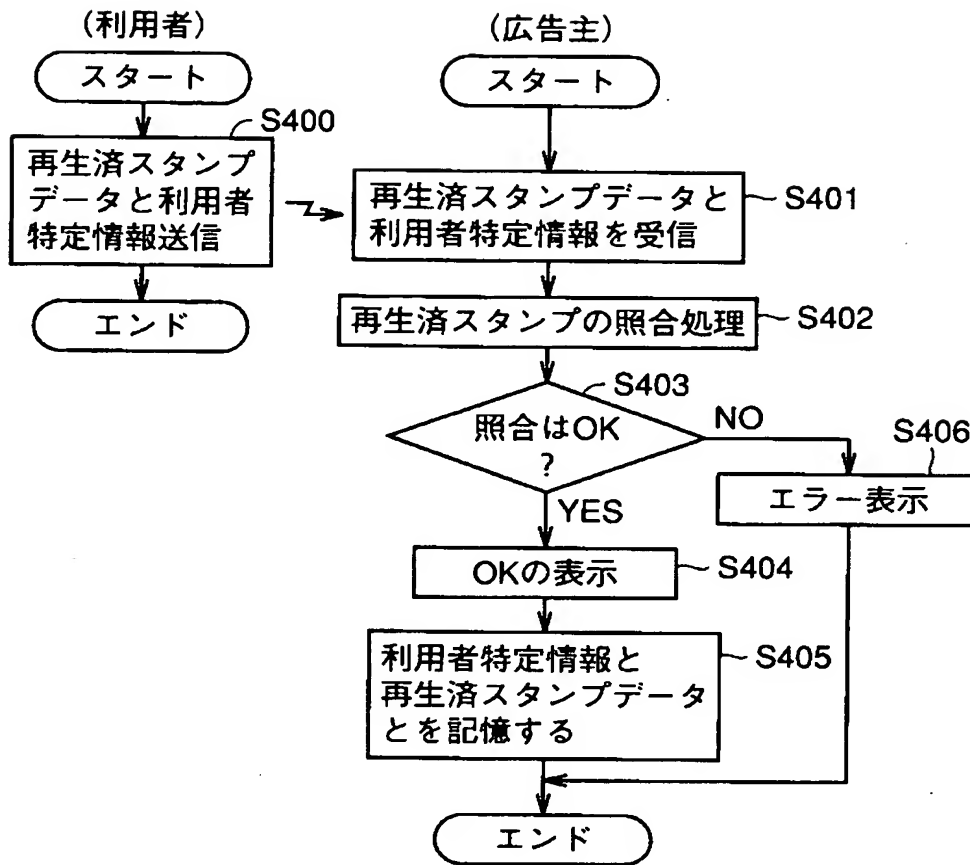 (利用者)
スタート
S400
再生済スタンプ
データと利用者
特定情報送信
エンド
(広告主)
スタート
再生済スタンプデータと
利用者特定情報を受信
S401
再生済スタンプの照合処理
S402
S403
照合はOK
?
NO
YES
S406
エラー表示
OKの表示
S404
利用者特定情報と
再生済スタンプデータ
とを記憶する
S405
エンド